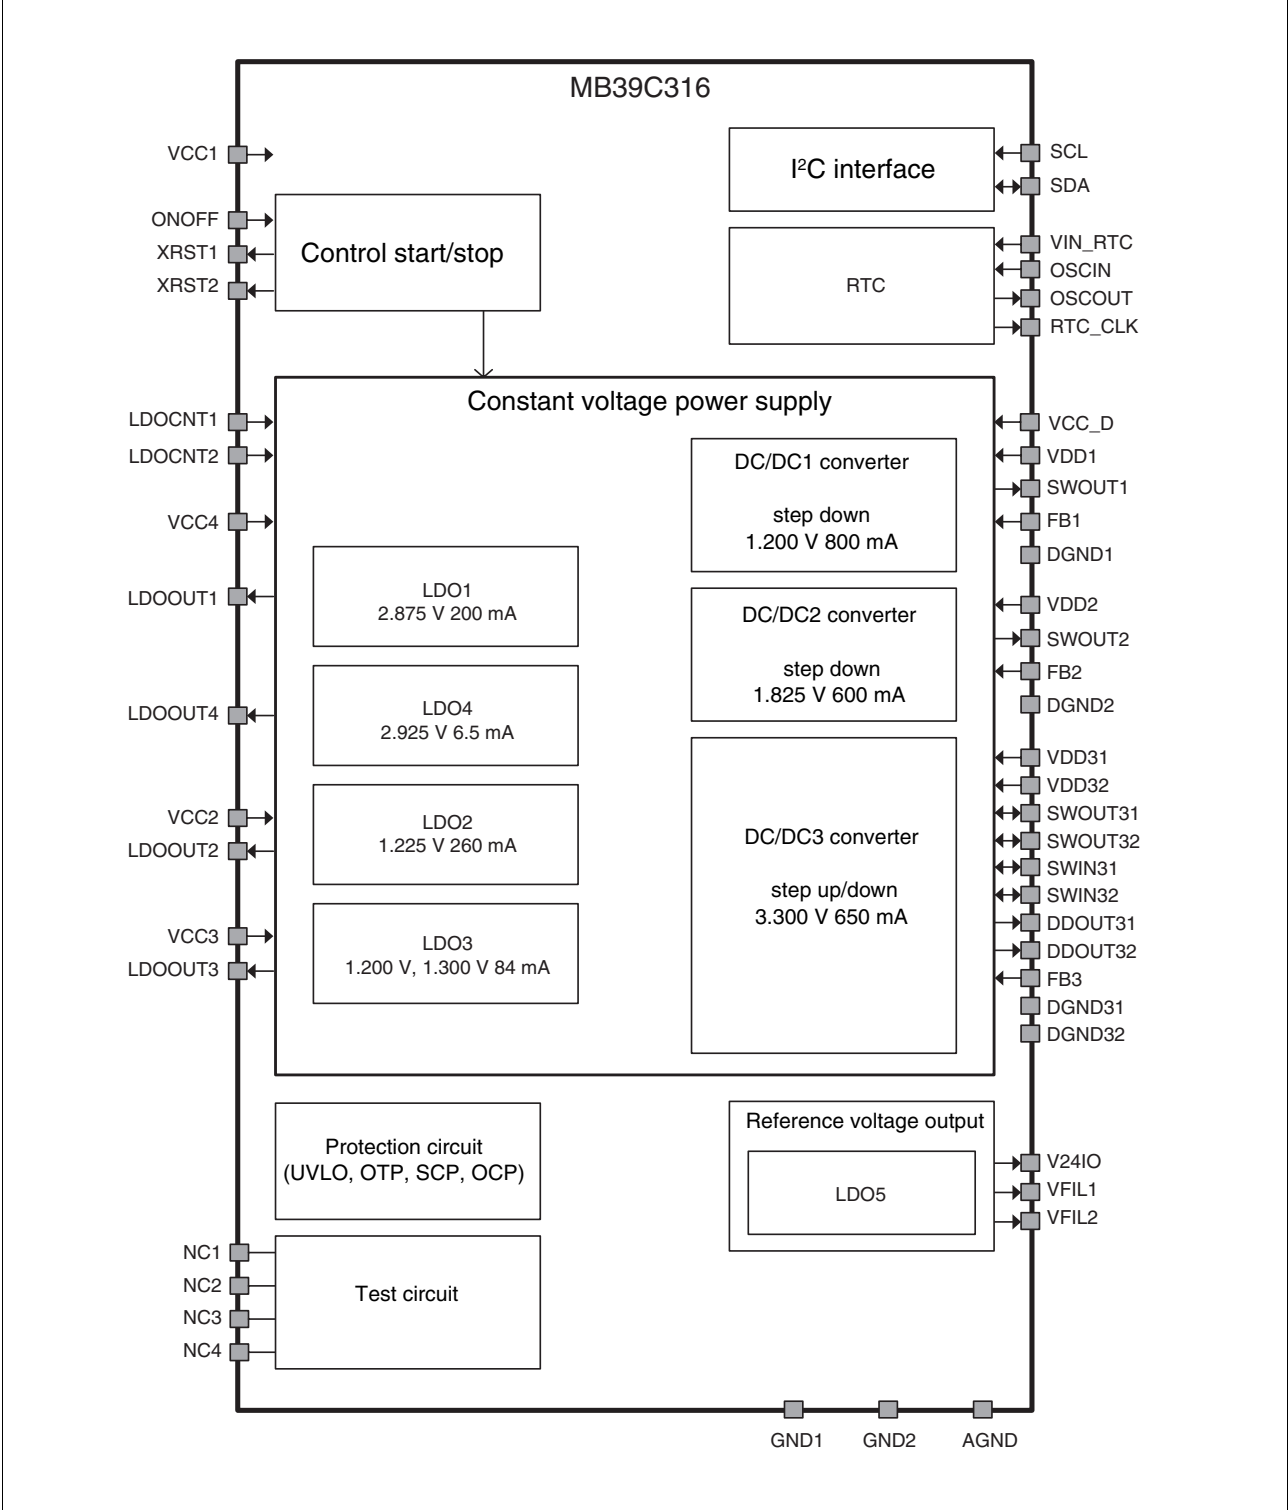 MB39C316
VCC1
ONOFF
XRST1
XRST2
Control start/stop
I²C interface
SCL
SDA
RTC
VIN_RTC
OSCIN
OSCOUT
RTC_CLK
Constant voltage power supply
LDOCNT1
LDOCNT2
VCC4
LDOOUT1
LDOOUT4
VCC2
LDOOUT2
VCC3
LDOOUT3
LDO1
2.875 V 200 mA
LDO4
2.925 V 6.5 mA
LDO2
1.225 V 260 mA
LDO3
1.200 V, 1.300 V 84 mA
DC/DC1 converter
step down
1.200 V 800 mA
DC/DC2 converter
step down
1.825 V 600 mA
DC/DC3 converter
step up/down
3.300 V 650 mA
VCC_D
VDD1
SWOUT1
FB1
DGND1
VDD2
SWOUT2
FB2
DGND2
VDD31
VDD32
SWOUT31
SWOUT32
SWIN31
SWIN32
DDOUT31
DDOUT32
FB3
DGND31
DGND32
Protection circuit
(UVLO, OTP, SCP, OCP)
Reference voltage output
LDO5
V24IO
VFIL1
VFIL2
NC1
NC2
NC3
NC4
Test circuit
GND1
GND2
AGND